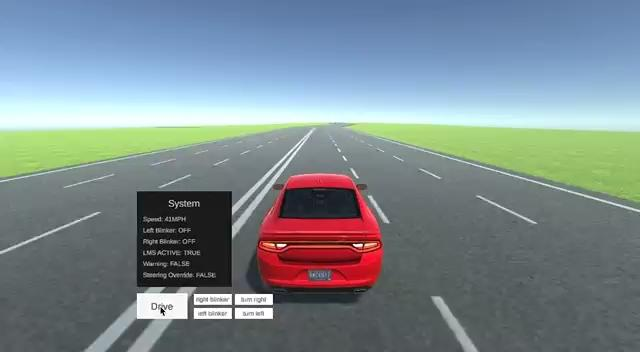 System
Speed: 41MPH
Left Blinker: OFF
Right Blinker: OFF
LMS ACTIVE: TRUE
Warning: FALSE
Steering Override: FALSE
Drive
right blinker
turn right
left blinker
turn left